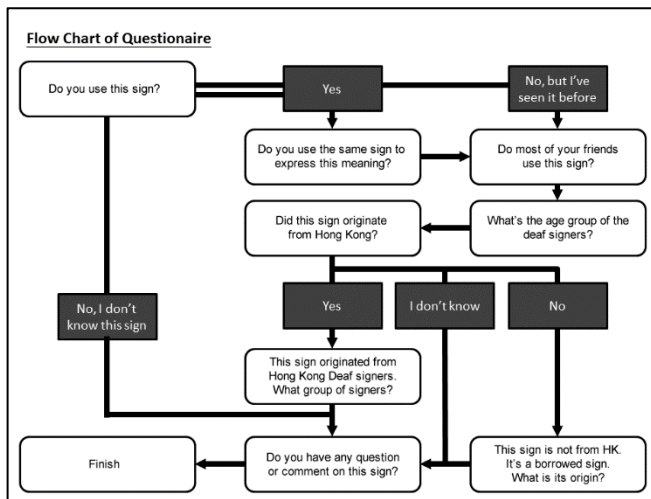 Flow Chart of Questionaire
Do you use this sign?
Yes
No, but I've
seen it before
Do you use the same sign to
express this meaning?
Do most of your friends
use this sign?
Did this sign originate
from Hong Kong?
What's the age group of the
deaf signers?
No, I don't
know this sign
Yes
I don't know
No
This sign originated from
Hong Kong Deaf signers.
What group of signers?
Finish
Do you have any question
or comment on this sign?
This sign is not from HK.
It's a borrowed sign.
What is its origin?